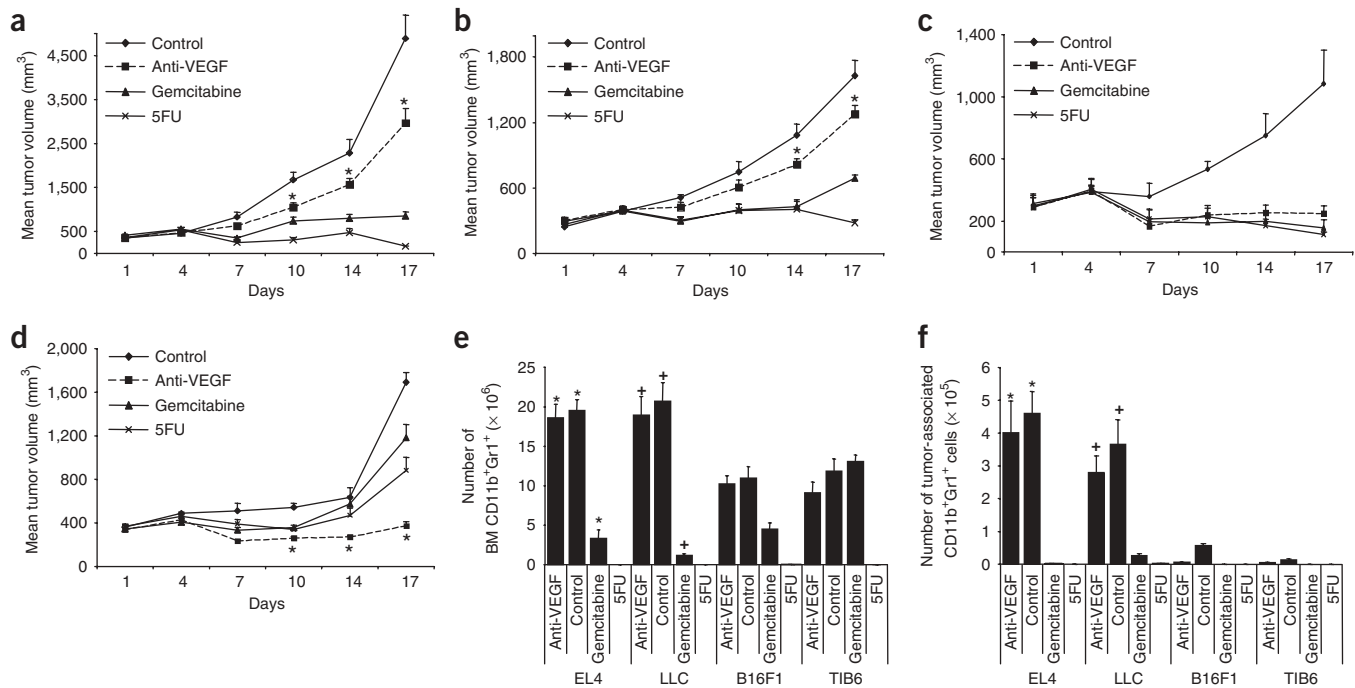 a
Mean tumor volume (mm³)
4,500
3,500
2,500
1,500
500
0
Control
Anti-VEGF
Gemcitabine
5FU
*
*
*
1 4 7 10 14 17
Days
b
Mean tumor volume (mm³)
1,800
1,200
600
0
Control
Anti-VEGF
Gemcitabine
5FU
*
*
1 4 7 10 14 17
Days
c
Mean tumor volume (mm³)
1,400
1,000
600
200
0
Control
Anti-VEGF
Gemcitabine
5FU
1 4 7 10 14 17
Days
d
Mean tumor volume (mm³)
2,000
1,600
1,200
800
400
0
Control
Anti-VEGF
Gemcitabine
5FU
* * *
1 4 7 10 14 17
Days
e
Number of
BM CD11b⁺Gr1⁺ (× 10⁶)
25
20
15
10
5
0
* * * + + +
Anti-VEGF Control Gemcitabine 5FU Anti-VEGF Control Gemcitabine 5FU Anti-VEGF Control Gemcitabine 5FU Anti-VEGF Control Gemcitabine 5FU
EL4 LLC B16F1 TIB6
f
Number of tumor-associated
CD11b⁺Gr1⁺ cells (× 10⁵)
6
5
4
3
2
1
0
* * + +
Anti-VEGF Control Gemcitabine 5FU Anti-VEGF Control Gemcitabine 5FU Anti-VEGF Control Gemcitabine 5FU Anti-VEGF Control Gemcitabine 5FU
EL4 LLC B16F1 TIB6